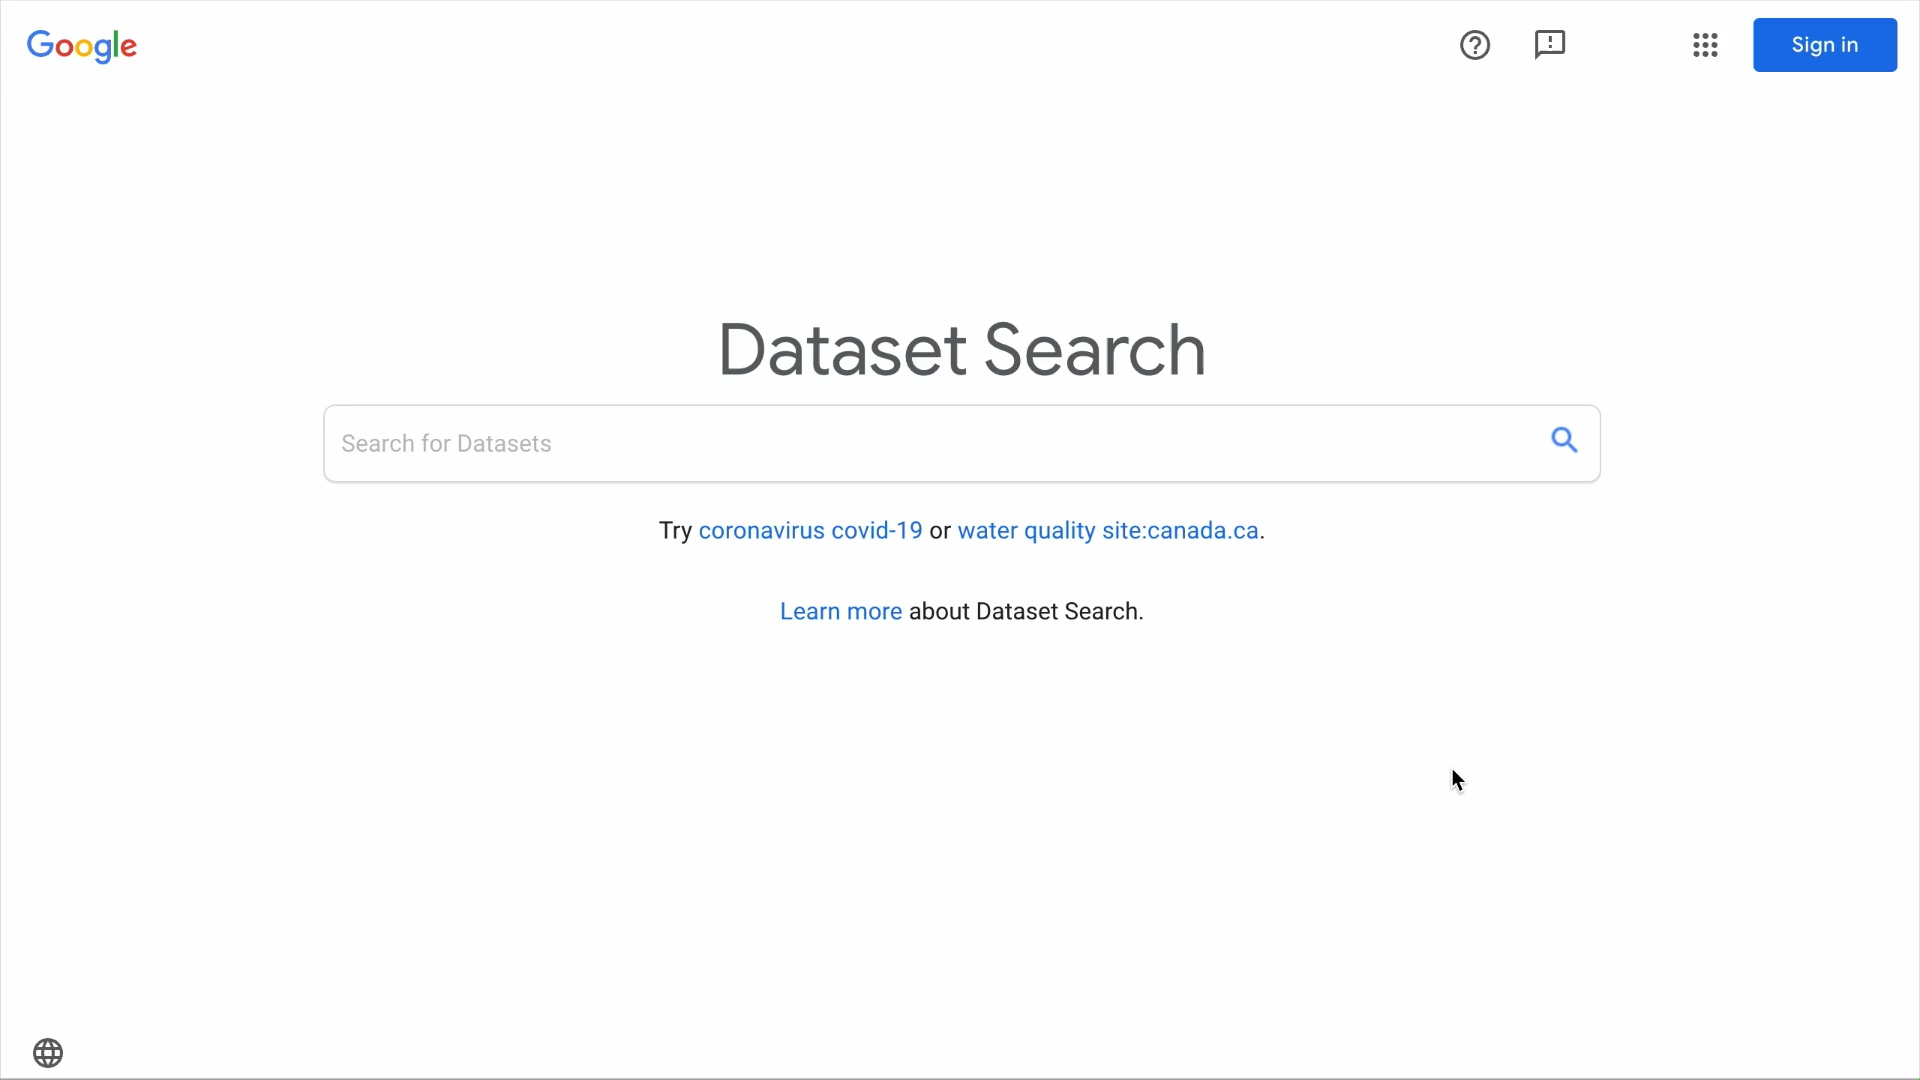 Google
Sign in
Dataset Search
Search for Datasets
Try coronavirus covid-19 or water quality site:canada.ca.
Learn more about Dataset Search.